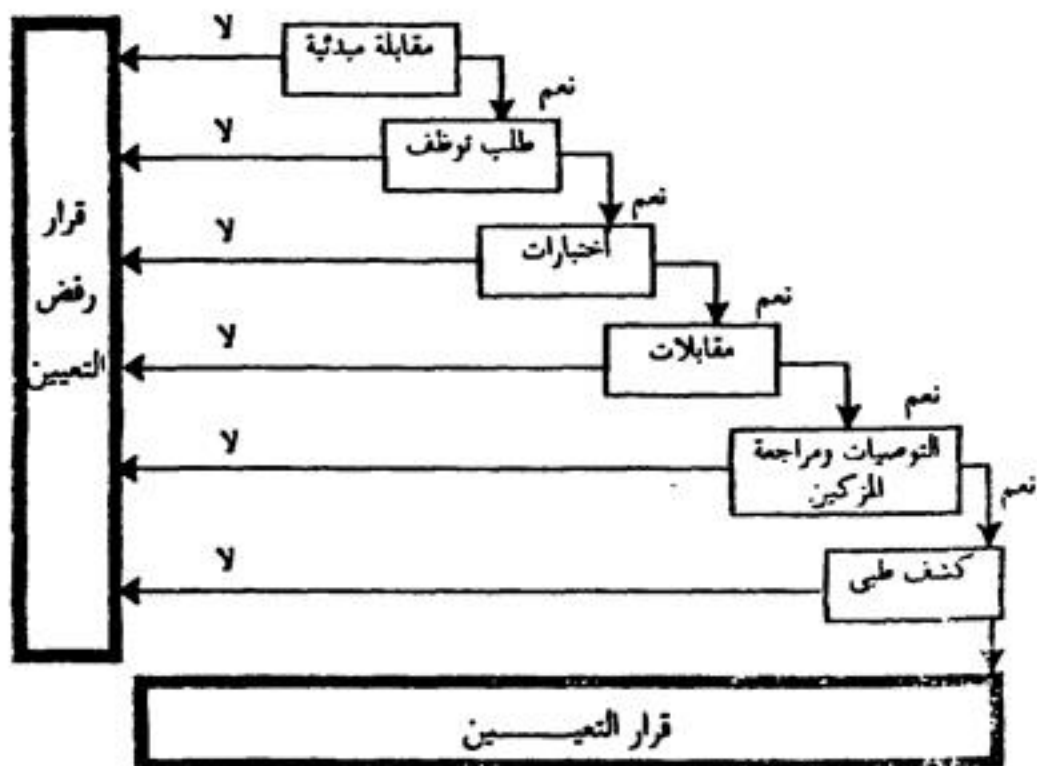 لا
مقابلة مبدئية
نعم
لا
طلب توظف
نعم
لا
اختبارات
نعم
لا
مقابلات
نعم
لا
التوصيات ومراجعة
المزكين
نعم
لا
كشف طبى
قرار
رفض
التعيين
قرار التعيـــــين